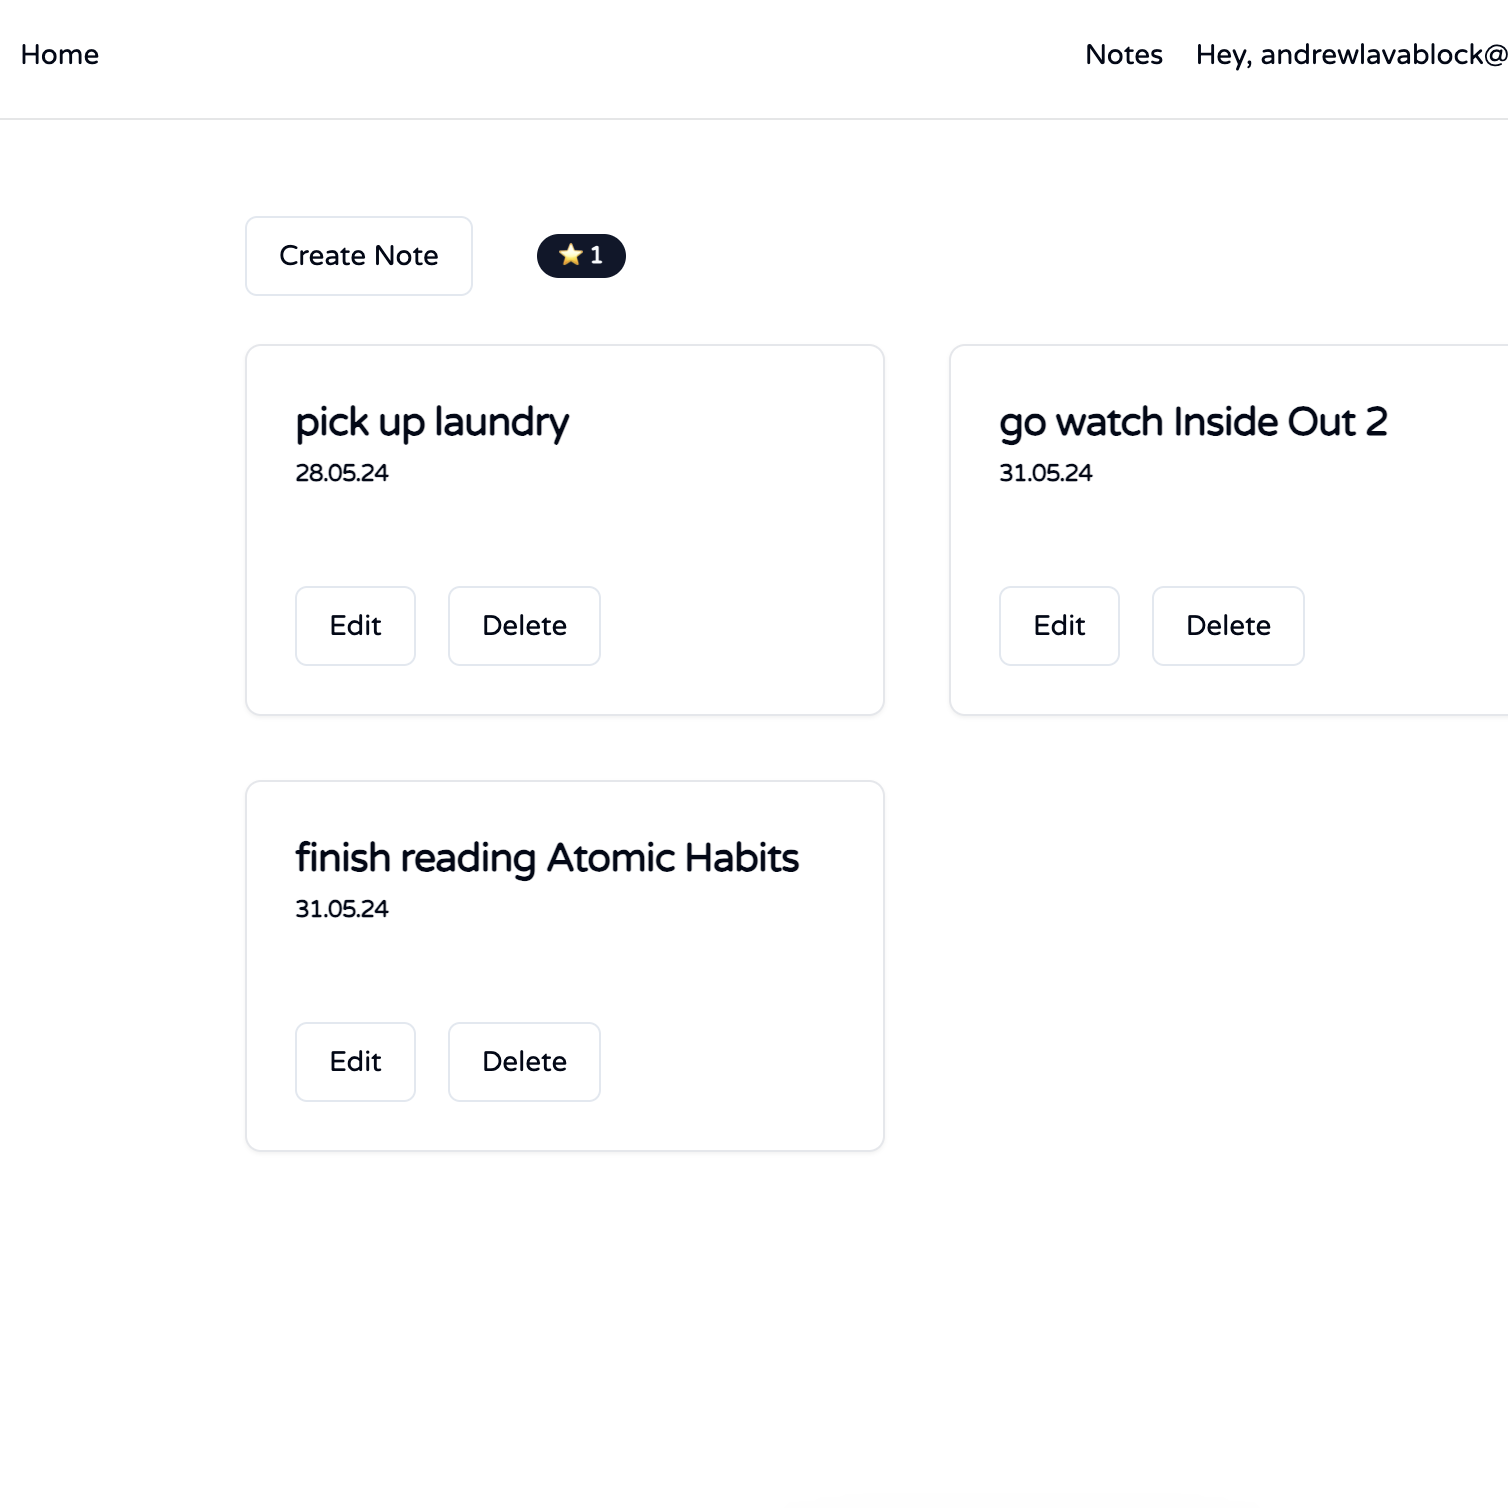 Home
Notes
Hey, andrewlavablock@
Create Note
⭐ 1
pick up laundry
28.05.24
Edit
Delete
go watch Inside Out 2
31.05.24
Edit
Delete
finish reading Atomic Habits
31.05.24
Edit
Delete